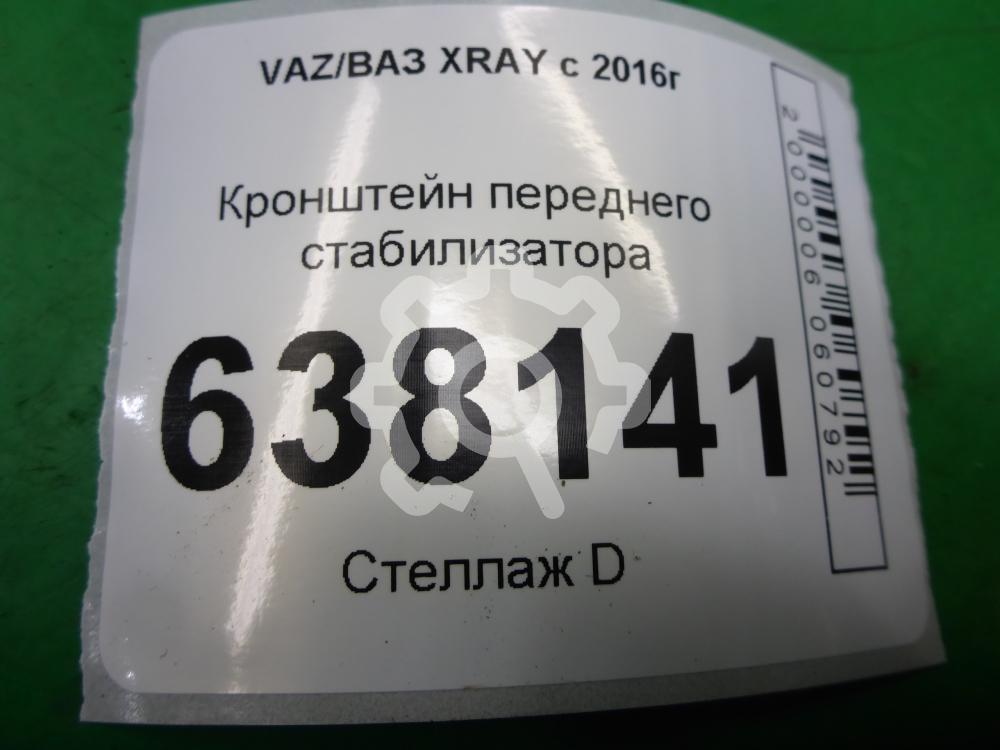 VAZ/ВАЗ XRAY с 2016г
Кронштейн переднего
стабилизатора
638141
Стеллаж D
2000006060792